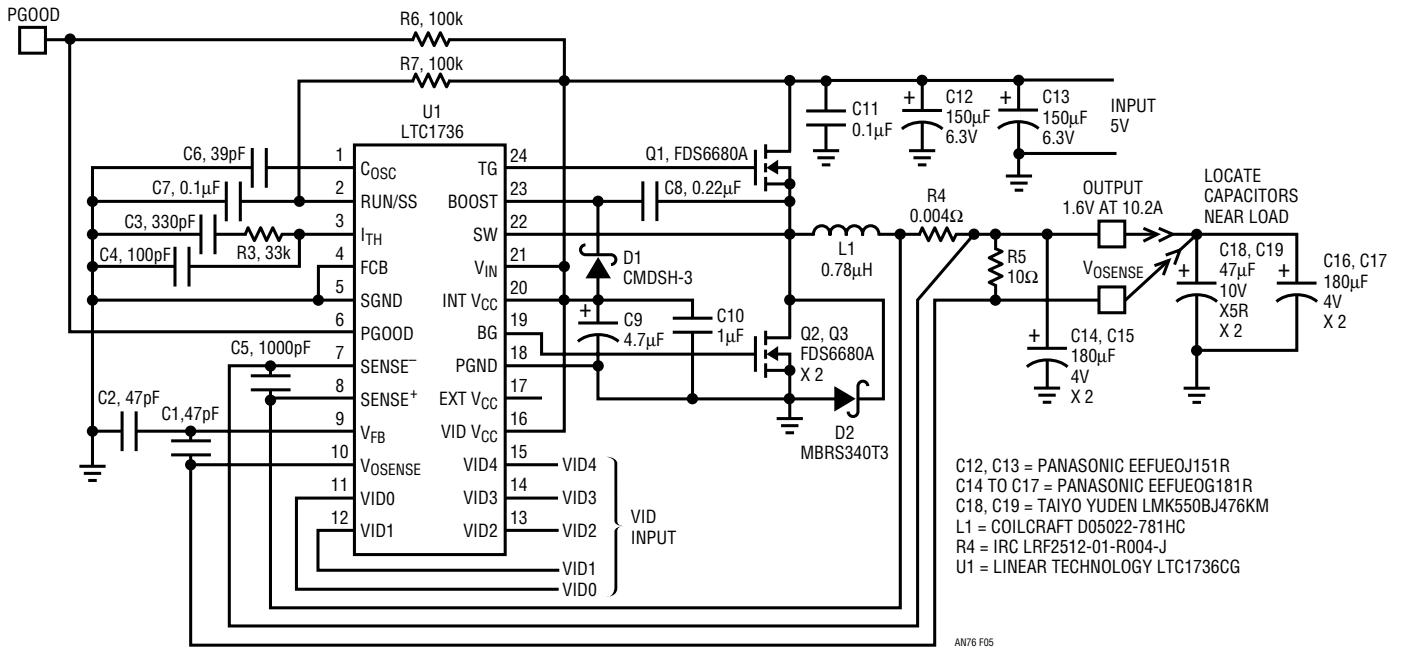 PGOOD
R6, 100k
R7, 100k
U1
LTC1736
C6, 39pF
C7, 0.1µF
C3, 330pF
R3, 33k
C4, 100pF
C5, 1000pF
C2, 47pF
C1,47pF
1
COSC
2
RUN/SS
3
ITH
4
FCB
5
SGND
6
PGOOD
7
SENSE–
8
SENSE+
9
VFB
10
VOSENSE
11
VID0
12
VID1
24
TG
23
BOOST
22
SW
21
VIN
20
INT VCC
19
BG
18
PGND
17
EXT VCC
16
VID VCC
15
VID4
14
VID3
13
VID2
VID4
VID3
VID2
VID1
VID0
VID
INPUT
Q1, FDS6680A
C8, 0.22µF
D1
CMDSH-3
+
C9
4.7µF
C10
1µF
Q2, Q3
FDS6680A
X 2
D2
MBRS340T3
L1
0.78µH
R4
0.004Ω
R5
10Ω
C11
0.1µF
+
C12
150µF
6.3V
+
C13
150µF
6.3V
INPUT
5V
OUTPUT
1.6V AT 10.2A
LOCATE
CAPACITORS
NEAR LOAD
VOSENSE
+
C14, C15
180µF
4V
X 2
+
C18, C19
47µF
10V
X5R
X 2
+
C16, C17
180µF
4V
X 2
C12, C13 = PANASONIC EEFUEOJ151R
C14 TO C17 = PANASONIC EEFUEOG181R
C18, C19 = TAIYO YUDEN LMK550BJ476KM
L1 = COILCRAFT D05022-781HC
R4 = IRC LRF2512-01-R004-J
U1 = LINEAR TECHNOLOGY LTC1736CG
AN76 F05